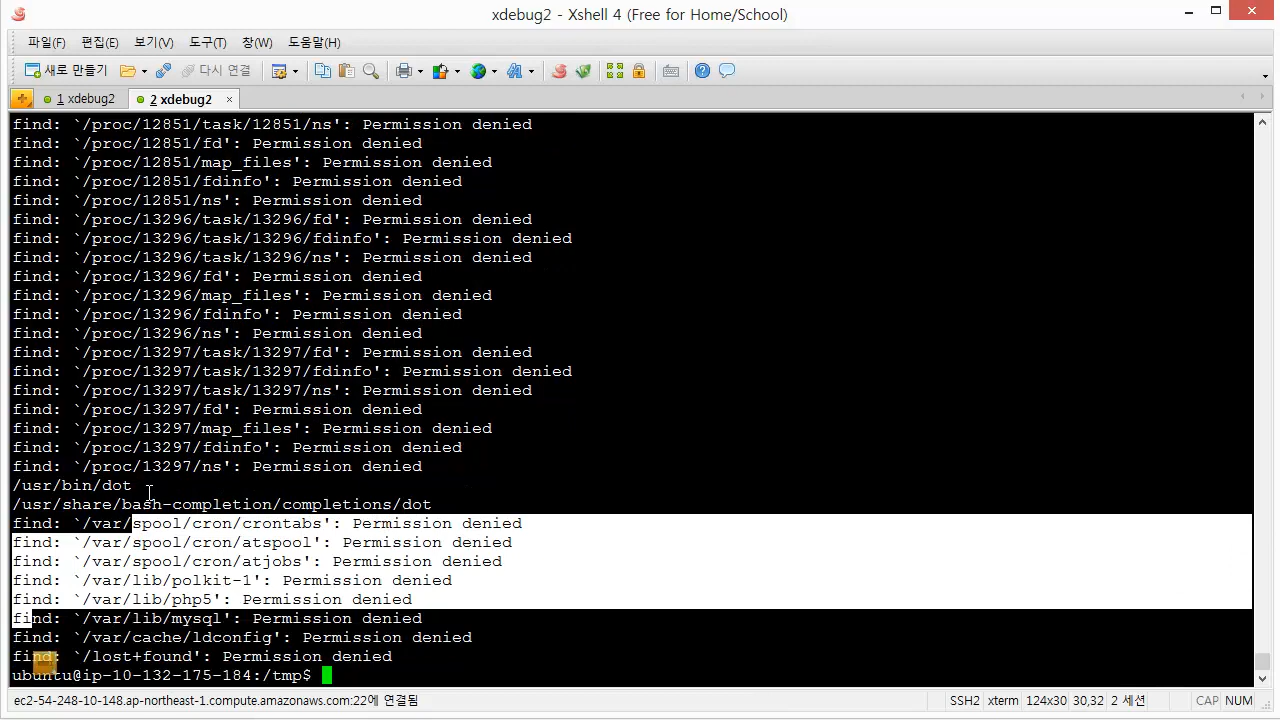 xdebug2 - Xshell 4 (Free for Home/School)
파일(F) 편집(E) 보기(V) 도구(T) 창(W) 도움말(H)
새로 만들기 다시 연결
1 xdebug2 2 xdebug2 ×
find: `/proc/12851/task/12851/ns': Permission denied
find: `/proc/12851/fd': Permission denied
find: `/proc/12851/map_files': Permission denied
find: `/proc/12851/fdinfo': Permission denied
find: `/proc/12851/ns': Permission denied
find: `/proc/13296/task/13296/fd': Permission denied
find: `/proc/13296/task/13296/fdinfo': Permission denied
find: `/proc/13296/task/13296/ns': Permission denied
find: `/proc/13296/fd': Permission denied
find: `/proc/13296/map_files': Permission denied
find: `/proc/13296/fdinfo': Permission denied
find: `/proc/13296/ns': Permission denied
find: `/proc/13297/task/13297/fd': Permission denied
find: `/proc/13297/task/13297/fdinfo': Permission denied
find: `/proc/13297/task/13297/ns': Permission denied
find: `/proc/13297/fd': Permission denied
find: `/proc/13297/map_files': Permission denied
find: `/proc/13297/fdinfo': Permission denied
find: `/proc/13297/ns': Permission denied
/usr/bin/dot
/usr/share/bash-completion/completions/dot
find: `/var/spool/cron/crontabs': Permission denied
find: `/var/spool/cron/atspool': Permission denied
find: `/var/spool/cron/atjobs': Permission denied
find: `/var/lib/polkit-1': Permission denied
find: `/var/lib/php5': Permission denied
find: `/var/lib/mysql': Permission denied
find: `/var/cache/ldconfig': Permission denied
find: `/lost+found': Permission denied
ubuntu@ip-10-132-175-184:/tmp$
ec2-54-248-10-148.ap-northeast-1.compute.amazonaws.com:22에 연결됨 SSH2 xterm 124x30 30,32 2 세션 CAP NUM